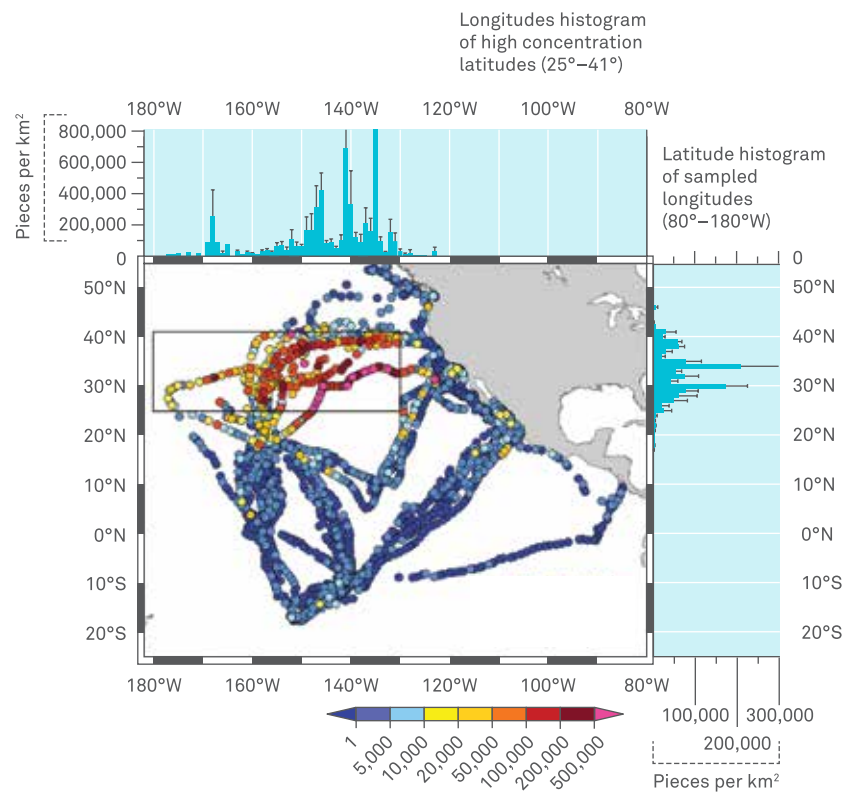 Longitudes histogram
of high concentration
latitudes (25°–41°)
180°W 160°W 140°W 120°W 100°W 80°W
Pieces per km²
800,000
600,000
400,000
200,000
0
Latitude histogram
of sampled
longitudes
(80°–180°W)
0
50°N 50°N
40°N 40°N
30°N 30°N
20°N 20°N
10°N 10°N
0°N 0°N
10°S 10°S
20°S 20°S
180°W 160°W 140°W 120°W 100°W 80°W
100,000 300,000
200,000
Pieces per km²
1 5,000 10,000 20,000 50,000 100,000 200,000 500,000